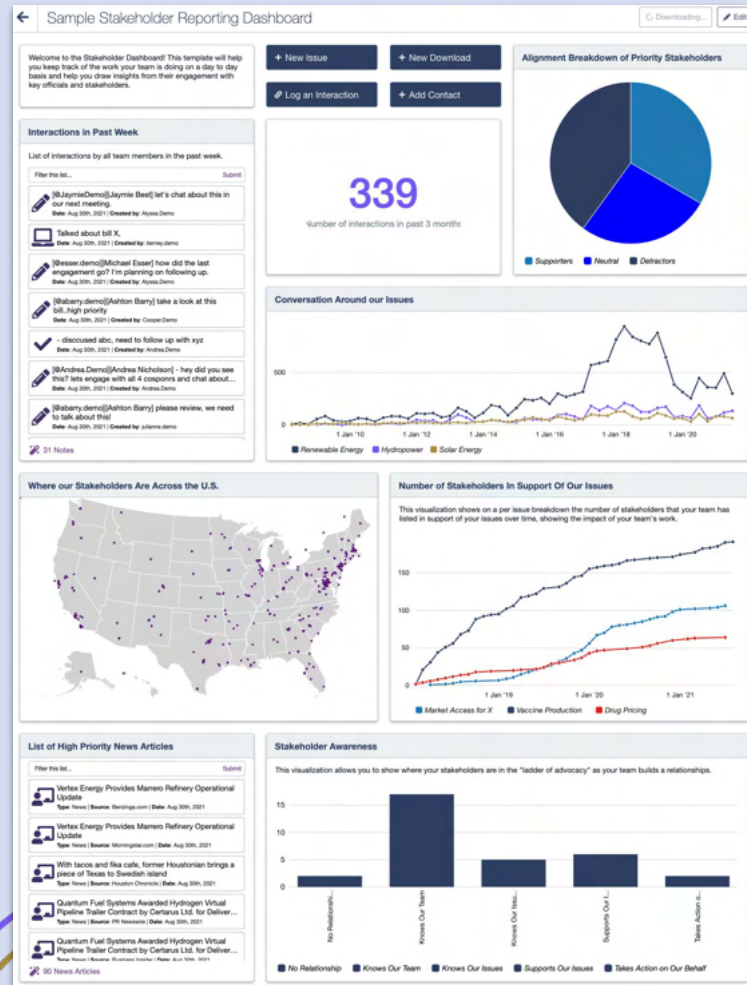 Sample Stakeholder Reporting Dashboard
Downloading...
Edit
Welcome to the Stakeholder Dashboard! This template will help
you keep track of the work your team is doing on a day to day
basis and help you draw insights from their engagement with
key officials and stakeholders.
+ New Issue
+ New Download
Log an Interaction
+ Add Contact
Alignment Breakdown of Priority Stakeholders
Supporters
Neutral
Detractors
Interactions in Past Week
List of interactions by all team members in the past week.
Filter this list...
Submit
[@JaymieDemo][Jaymie Best] let's chat about this in
our next meeting.
Date: Aug 30th, 2021 | Created by: Alyssa.Demo
Talked about bill X,
Date: Aug 30th, 2021 | Created by: tierney.demo
[@esser.demo][Michael Esser] how did the last
engagement go? I'm planning on following up.
Date: Aug 30th, 2021 | Created by: Alyssa.Demo
[@abarry.demo][Ashton Barry] take a look at this
bill..high priority
Date: Aug 30th, 2021 | Created by: Cooper.Demo
- disccused abc, need to follow up with xyz
Date: Aug 30th, 2021 | Created by: Andrea.Demo
[@Andrea.Demo][Andrea Nicholson] - hey did you see
this? lets engage with all 4 cosponrs and chat about...
Date: Aug 30th, 2021 | Created by: Andrea.Demo
[@abarry.demo][Ashton Barry] please review, we need
to talk about this!
Date: Aug 30th, 2021 | Created by: julianne.demo
31 Notes
339
Number of interactions in past 3 months
Conversation Around our Issues
500
0
1 Jan '10
1 Jan '12
1 Jan '14
1 Jan '16
1 Jan '18
1 Jan '20
Renewable Energy
Hydropower
Solar Energy
Where our Stakeholders Are Across the U.S.
Number of Stakeholders In Support Of Our Issues
This visualization shows on a per issue breakdown the number of stakeholders that your team has
listed in support of your issues over time, showing the impact of your team's work.
150
100
50
0
1 Jan '19
1 Jan '20
1 Jan '21
Market Access for X
Vaccine Production
Drug Pricing
List of High Priority News Articles
Filter this list...
Submit
Vertex Energy Provides Marrero Refinery Operational
Update
Type: News | Source: Benzinga.com | Date: Aug 30th, 2021
Vertex Energy Provides Marrero Refinery Operational
Update
Type: News | Source: Morningstar.com | Date: Aug 30th, 2021
With tacos and fika cafe, former Houstonian brings a
piece of Texas to Swedish island
Type: News | Source: Houston Chronicle | Date: Aug 30th, 2021
Quantum Fuel Systems Awarded Hydrogen Virtual
Pipeline Trailer Contract by Certarus Ltd. for Deliver...
Type: News | Source: PR Newswire | Date: Aug 30th, 2021
Quantum Fuel Systems Awarded Hydrogen Virtual
Pipeline Trailer Contract by Certarus Ltd. for Deliver...
Type: News | Source: Business Insider | Date: Aug 30th, 2021
90 News Articles
Stakeholder Awareness
This visualization allows you to show where your stakeholders are in the "ladder of advocacy" as your team builds a relationships.
15
10
5
0
No Relationshi...
Knows Our Team
Knows Our Issu...
Supports Our I...
Takes Action o...
No Relationship
Knows Our Team
Knows Our Issues
Supports Our Issues
Takes Action on Our Behalf